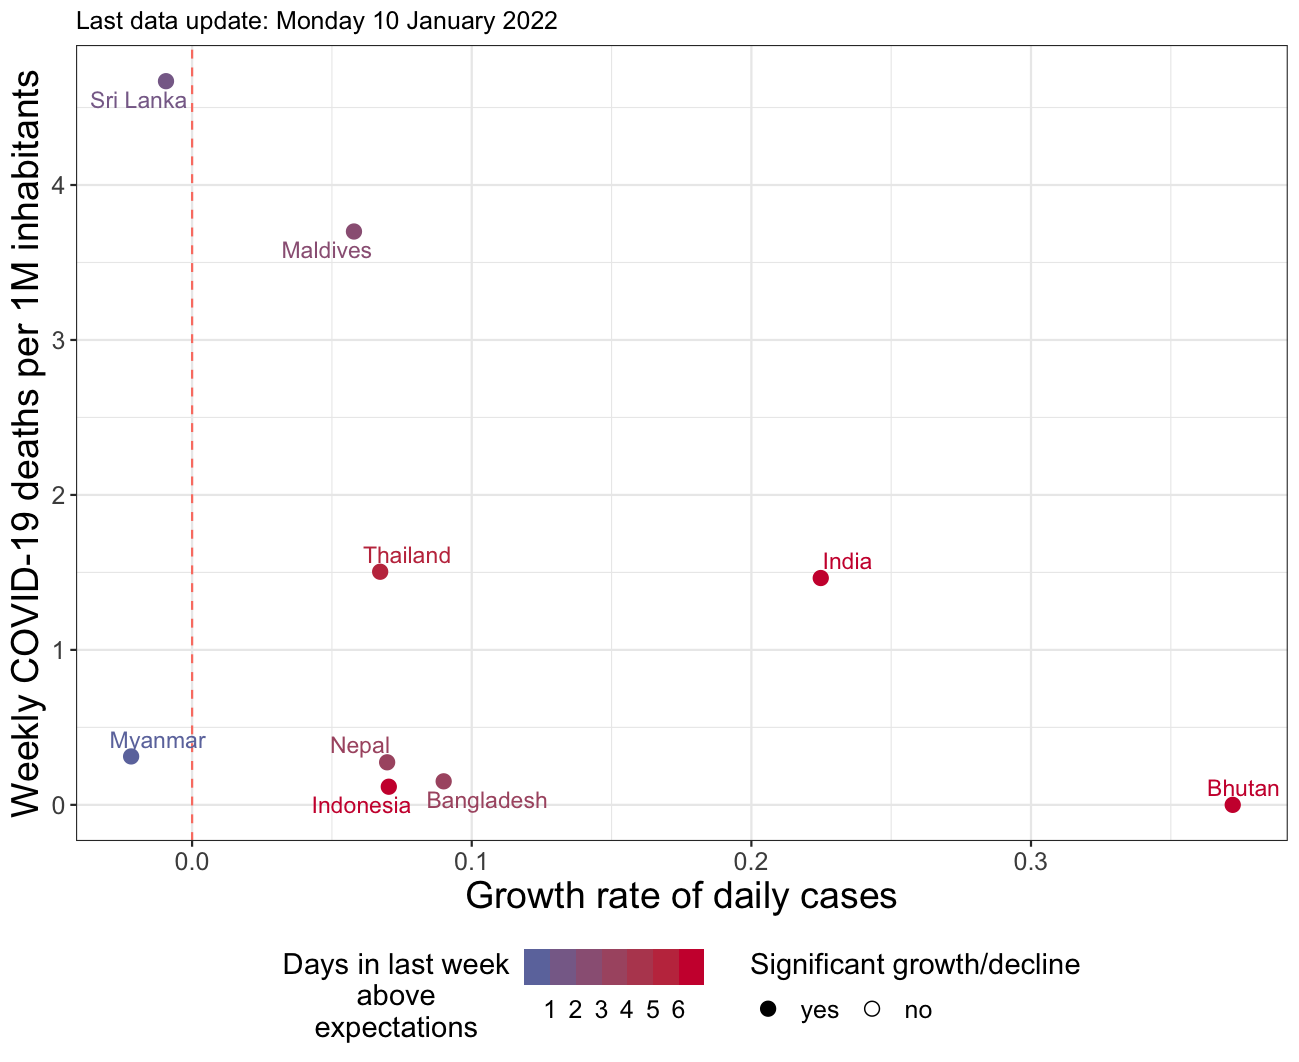 Last data update: Monday 10 January 2022
Weekly COVID-19 deaths per 1M inhabitants
4
3
2
1
0
Sri Lanka
Maldives
Thailand
India
Myanmar
Nepal
Indonesia
Bangladesh
Bhutan
0.0 0.1 0.2 0.3
Growth rate of daily cases
Days in last week
above
expectations
1 2 3 4 5 6
Significant growth/decline
yes no